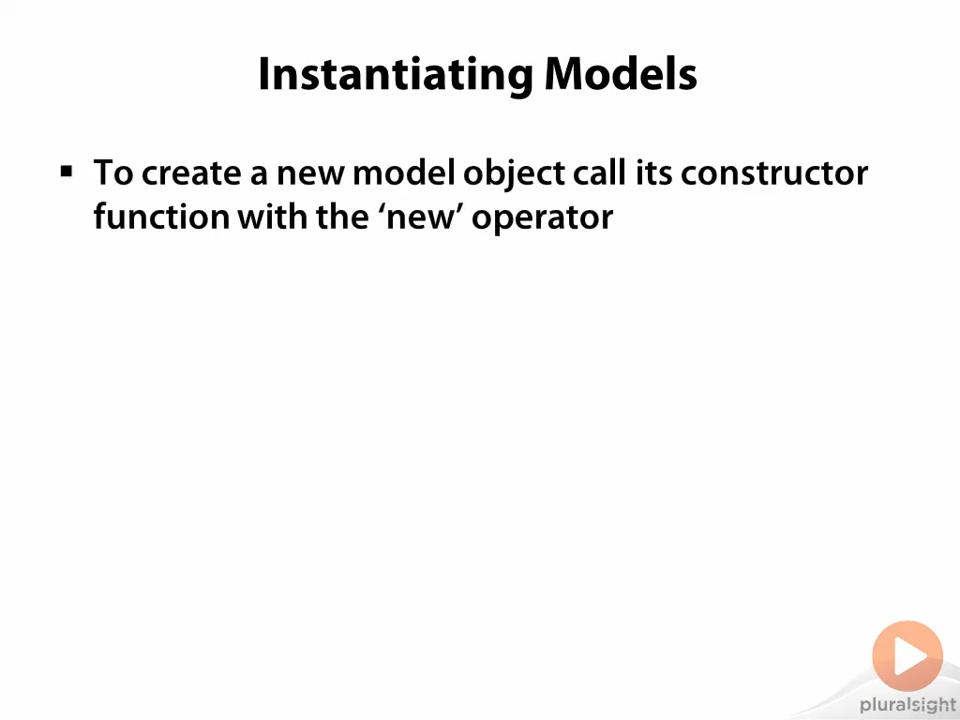 Instantiating Models
▪ To create a new model object call its constructor
function with the ‘new’ operator
pluralsight